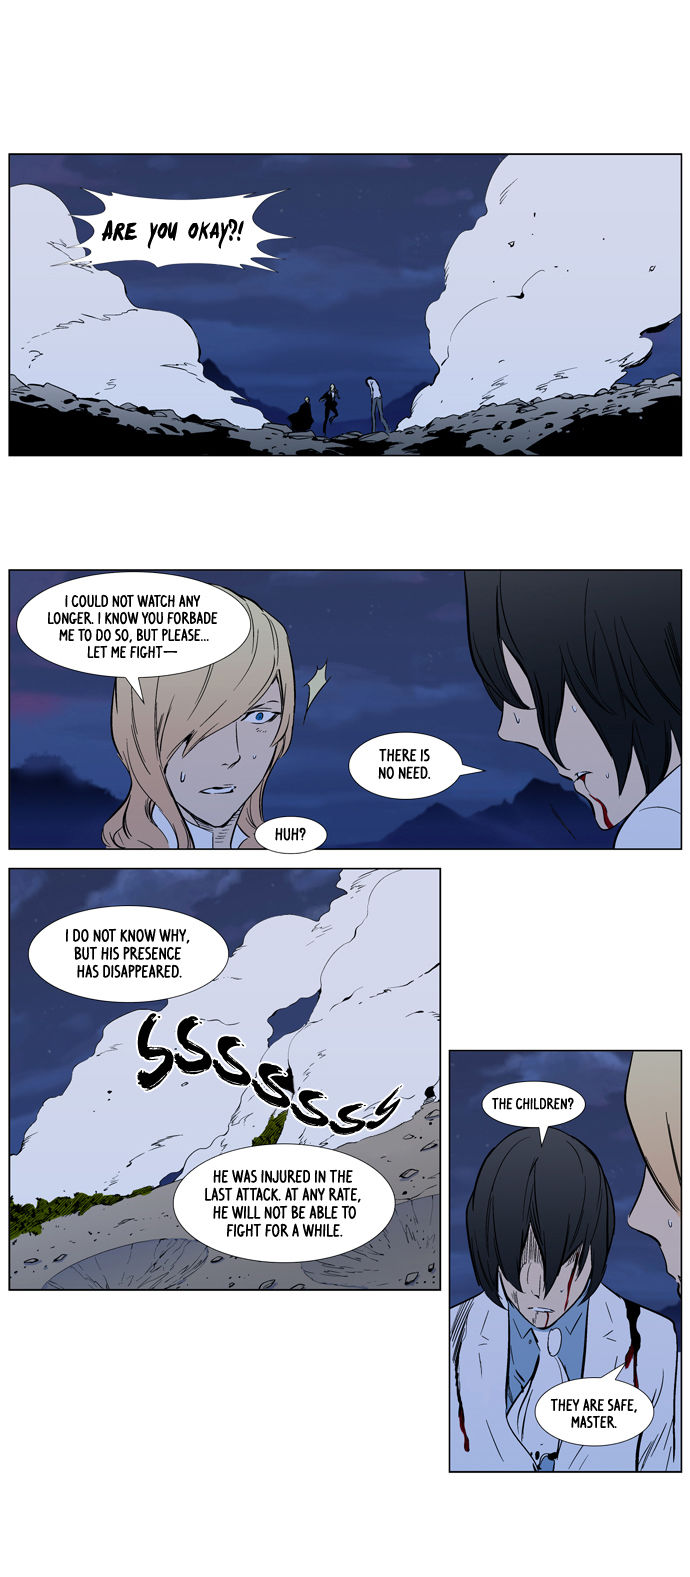 ARE YOU OKAY?!
I COULD NOT WATCH ANY
LONGER. I KNOW YOU FORBADE
ME TO DO SO, BUT PLEASE...
LET ME FIGHT—
THERE IS
NO NEED.
HUH?
I DO NOT KNOW WHY,
BUT HIS PRESENCE
HAS DISAPPEARED.
SSSSSSSS
HE WAS INJURED IN THE
LAST ATTACK. AT ANY RATE,
HE WILL NOT BE ABLE TO
FIGHT FOR A WHILE.
THE CHILDREN?
THEY ARE SAFE,
MASTER.